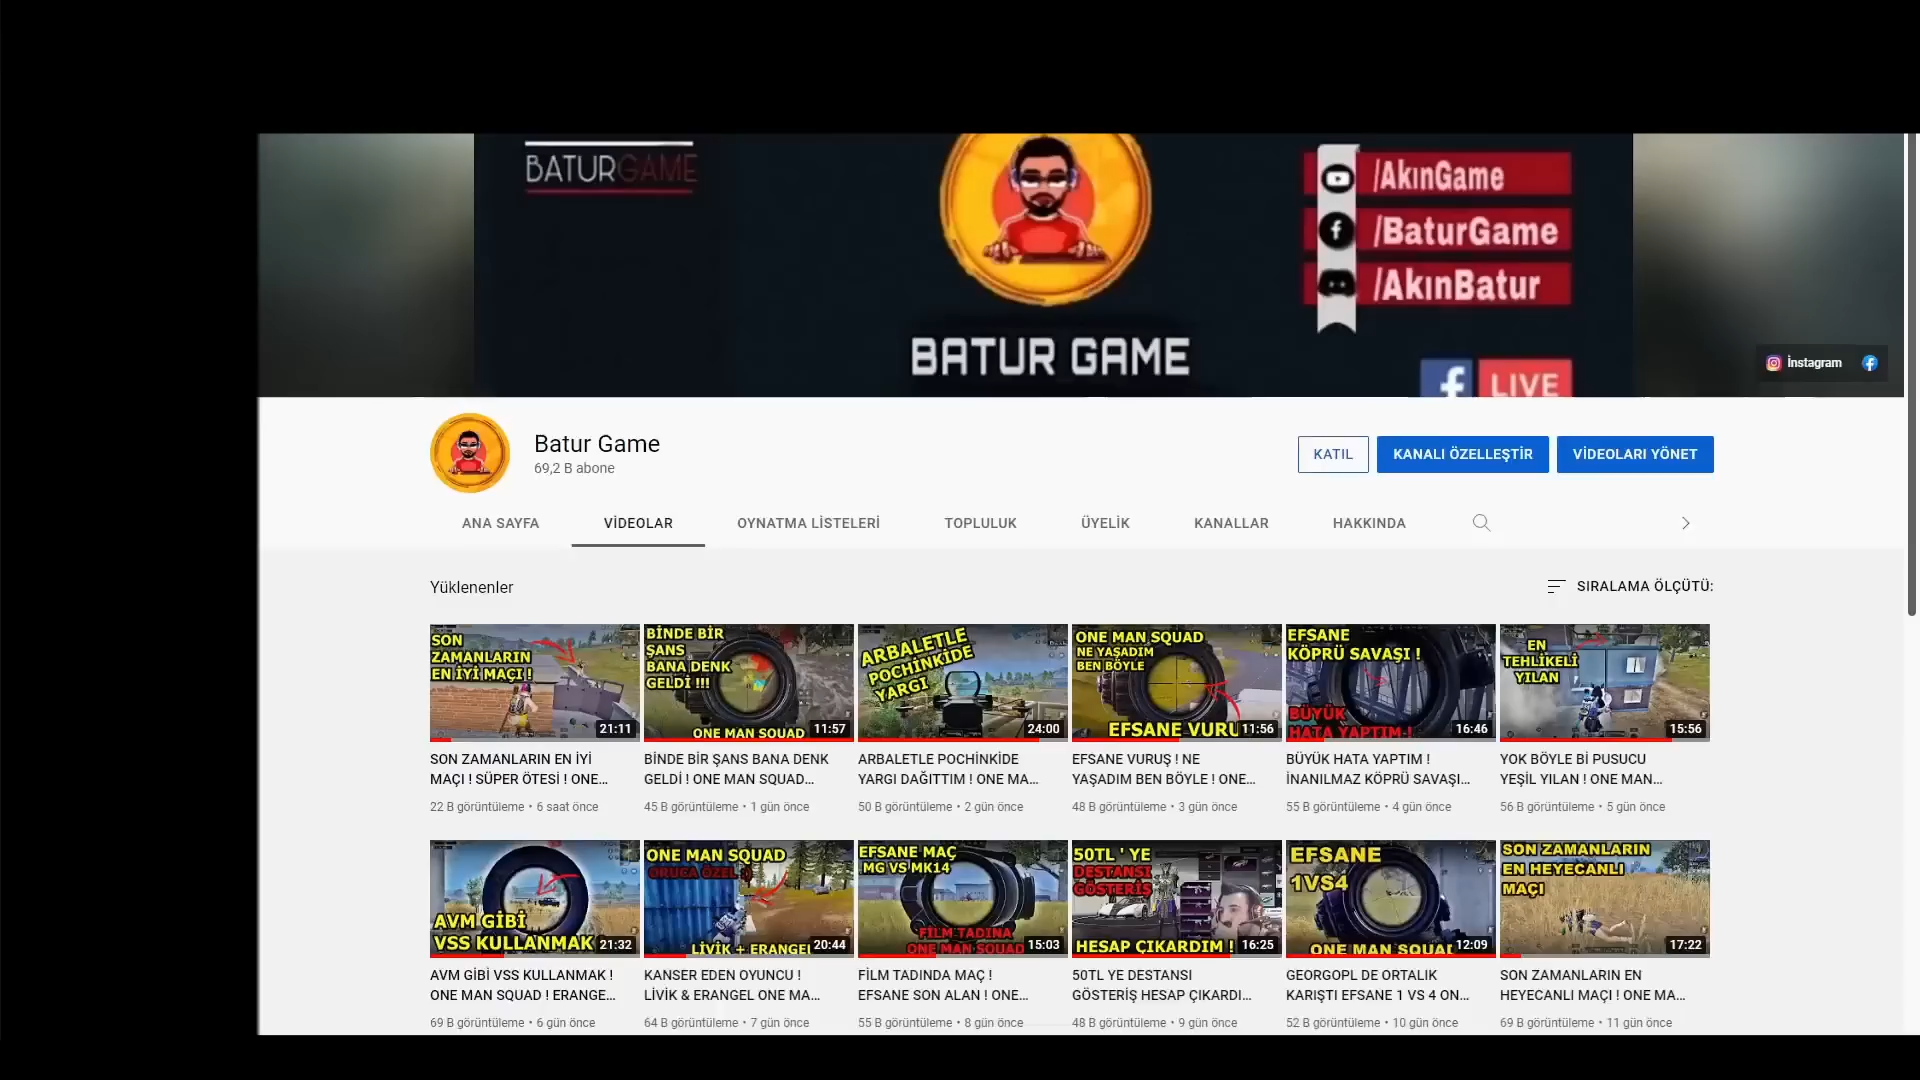 BATURGAME
/AkınGame
/BaturGame
/AkınBatur
BATUR GAME
LIVE
İnstagram
Batur Game
69,2 B abone
KATIL
KANALI ÖZELLEŞTİR
VİDEOLARI YÖNET
ANA SAYFA
VİDEOLAR
OYNATMA LİSTELERİ
TOPLULUK
ÜYELİK
KANALLAR
HAKKINDA
Yüklenenler
SIRALAMA ÖLÇÜTÜ:
SON
ZAMANLARIN
EN İYİ MAÇI !
21:11
BİNDE BİR
ŞANS
BANA DENK
GELDİ !!!
ONE MAN SQUAD
11:57
ARBALETLE
POCHİNKİDE
YARGI
24:00
ONE MAN SQUAD
NE YAŞADIM
BEN BÖYLE
EFSANE VURU
11:56
EFSANE
KÖPRÜ SAVAŞI !
BÜYÜK
HATA YAPTIM !
16:46
EN
TEHLİKELİ
YILAN
15:56
SON ZAMANLARIN EN İYİ
MAÇI ! SÜPER ÖTESİ ! ONE...
22 B görüntüleme • 6 saat önce
BİNDE BİR ŞANS BANA DENK
GELDİ ! ONE MAN SQUAD...
45 B görüntüleme • 1 gün önce
ARBALETLE POCHİNKİDE
YARGI DAĞITTIM ! ONE MA...
50 B görüntüleme • 2 gün önce
EFSANE VURUŞ ! NE
YAŞADIM BEN BÖYLE ! ONE...
48 B görüntüleme • 3 gün önce
BÜYÜK HATA YAPTIM !
İNANILMAZ KÖPRÜ SAVAŞI...
55 B görüntüleme • 4 gün önce
YOK BÖYLE Bİ PUSUCU
YEŞİL YILAN ! ONE MAN...
56 B görüntüleme • 5 gün önce
AVM GİBİ
VSS KULLANMAK
21:32
ONE MAN SQUAD
ORUCA ÖZEL :)
LİVİK + ERANGEL
20:44
EFSANE MAÇ
MG VS MK14
FİLM TADINDA
ONE MAN SQUAD
15:03
50TL ' YE
DESTANSI
GÖSTERİŞ
HESAP ÇIKARDIM !
16:25
EFSANE
1VS4
ONE MAN SQUAD
12:09
SON ZAMANLARIN
EN HEYECANLI
MAÇI
17:22
AVM GİBİ VSS KULLANMAK !
ONE MAN SQUAD ! ERANGE...
69 B görüntüleme • 6 gün önce
KANSER EDEN OYUNCU !
LİVİK & ERANGEL ONE MA...
64 B görüntüleme • 7 gün önce
FİLM TADINDA MAÇ !
EFSANE SON ALAN ! ONE...
55 B görüntüleme • 8 gün önce
50TL YE DESTANSI
GÖSTERİŞ HESAP ÇIKARDI...
48 B görüntüleme • 9 gün önce
GEORGOPL DE ORTALIK
KARIŞTI EFSANE 1 VS 4 ON...
52 B görüntüleme • 10 gün önce
SON ZAMANLARIN EN
HEYECANLI MAÇI ! ONE MA...
69 B görüntüleme • 11 gün önce